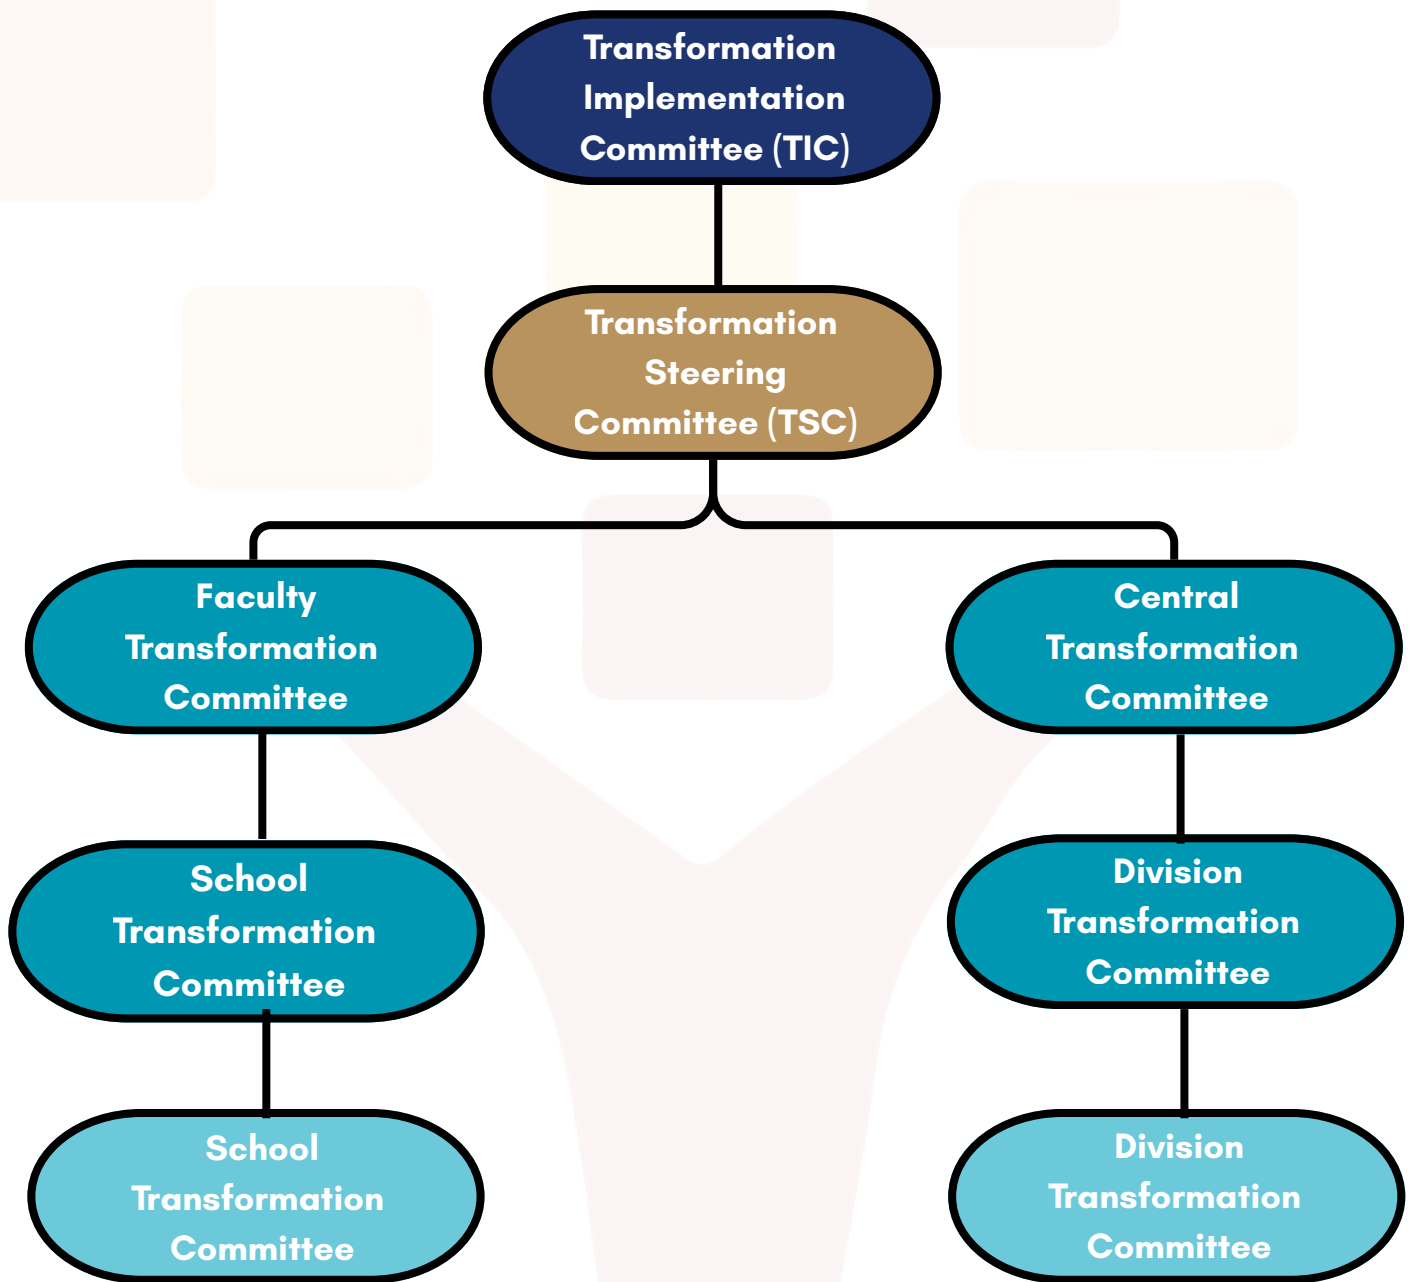 Transformation
Implementation
Committee (TIC)
Transformation
Steering
Committee (TSC)
Faculty
Transformation
Committee
Central
Transformation
Committee
School
Transformation
Committee
Division
Transformation
Committee
School
Transformation
Committee
Division
Transformation
Committee